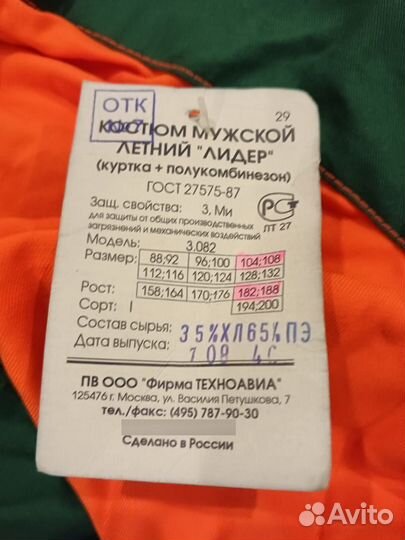 ОТК
29
КОСТЮМ МУЖСКОЙ
ЛЕТНИЙ "ЛИДЕР"
(куртка + полукомбинезон)
ГОСТ 27575-87
Защ. свойства: З, Ми
для защиты от общих производственных
загрязнений и механических воздействий
ЛТ 27
Модель: 3.082
Размер: 88;92 96;100 104;108
112;116 120;124 128;132
Рост: 158;164 170;176 182;188
194;200
Сорт: I
Состав сырья: 35%ХЛ65%ПЭ
Дата выпуска:
ПВ ООО "Фирма ТЕХНОАВИА"
125476 г. Москва, ул. Василия Петушкова, 7
тел./факс: (495) 787-90-30
Сделано в России
Avito